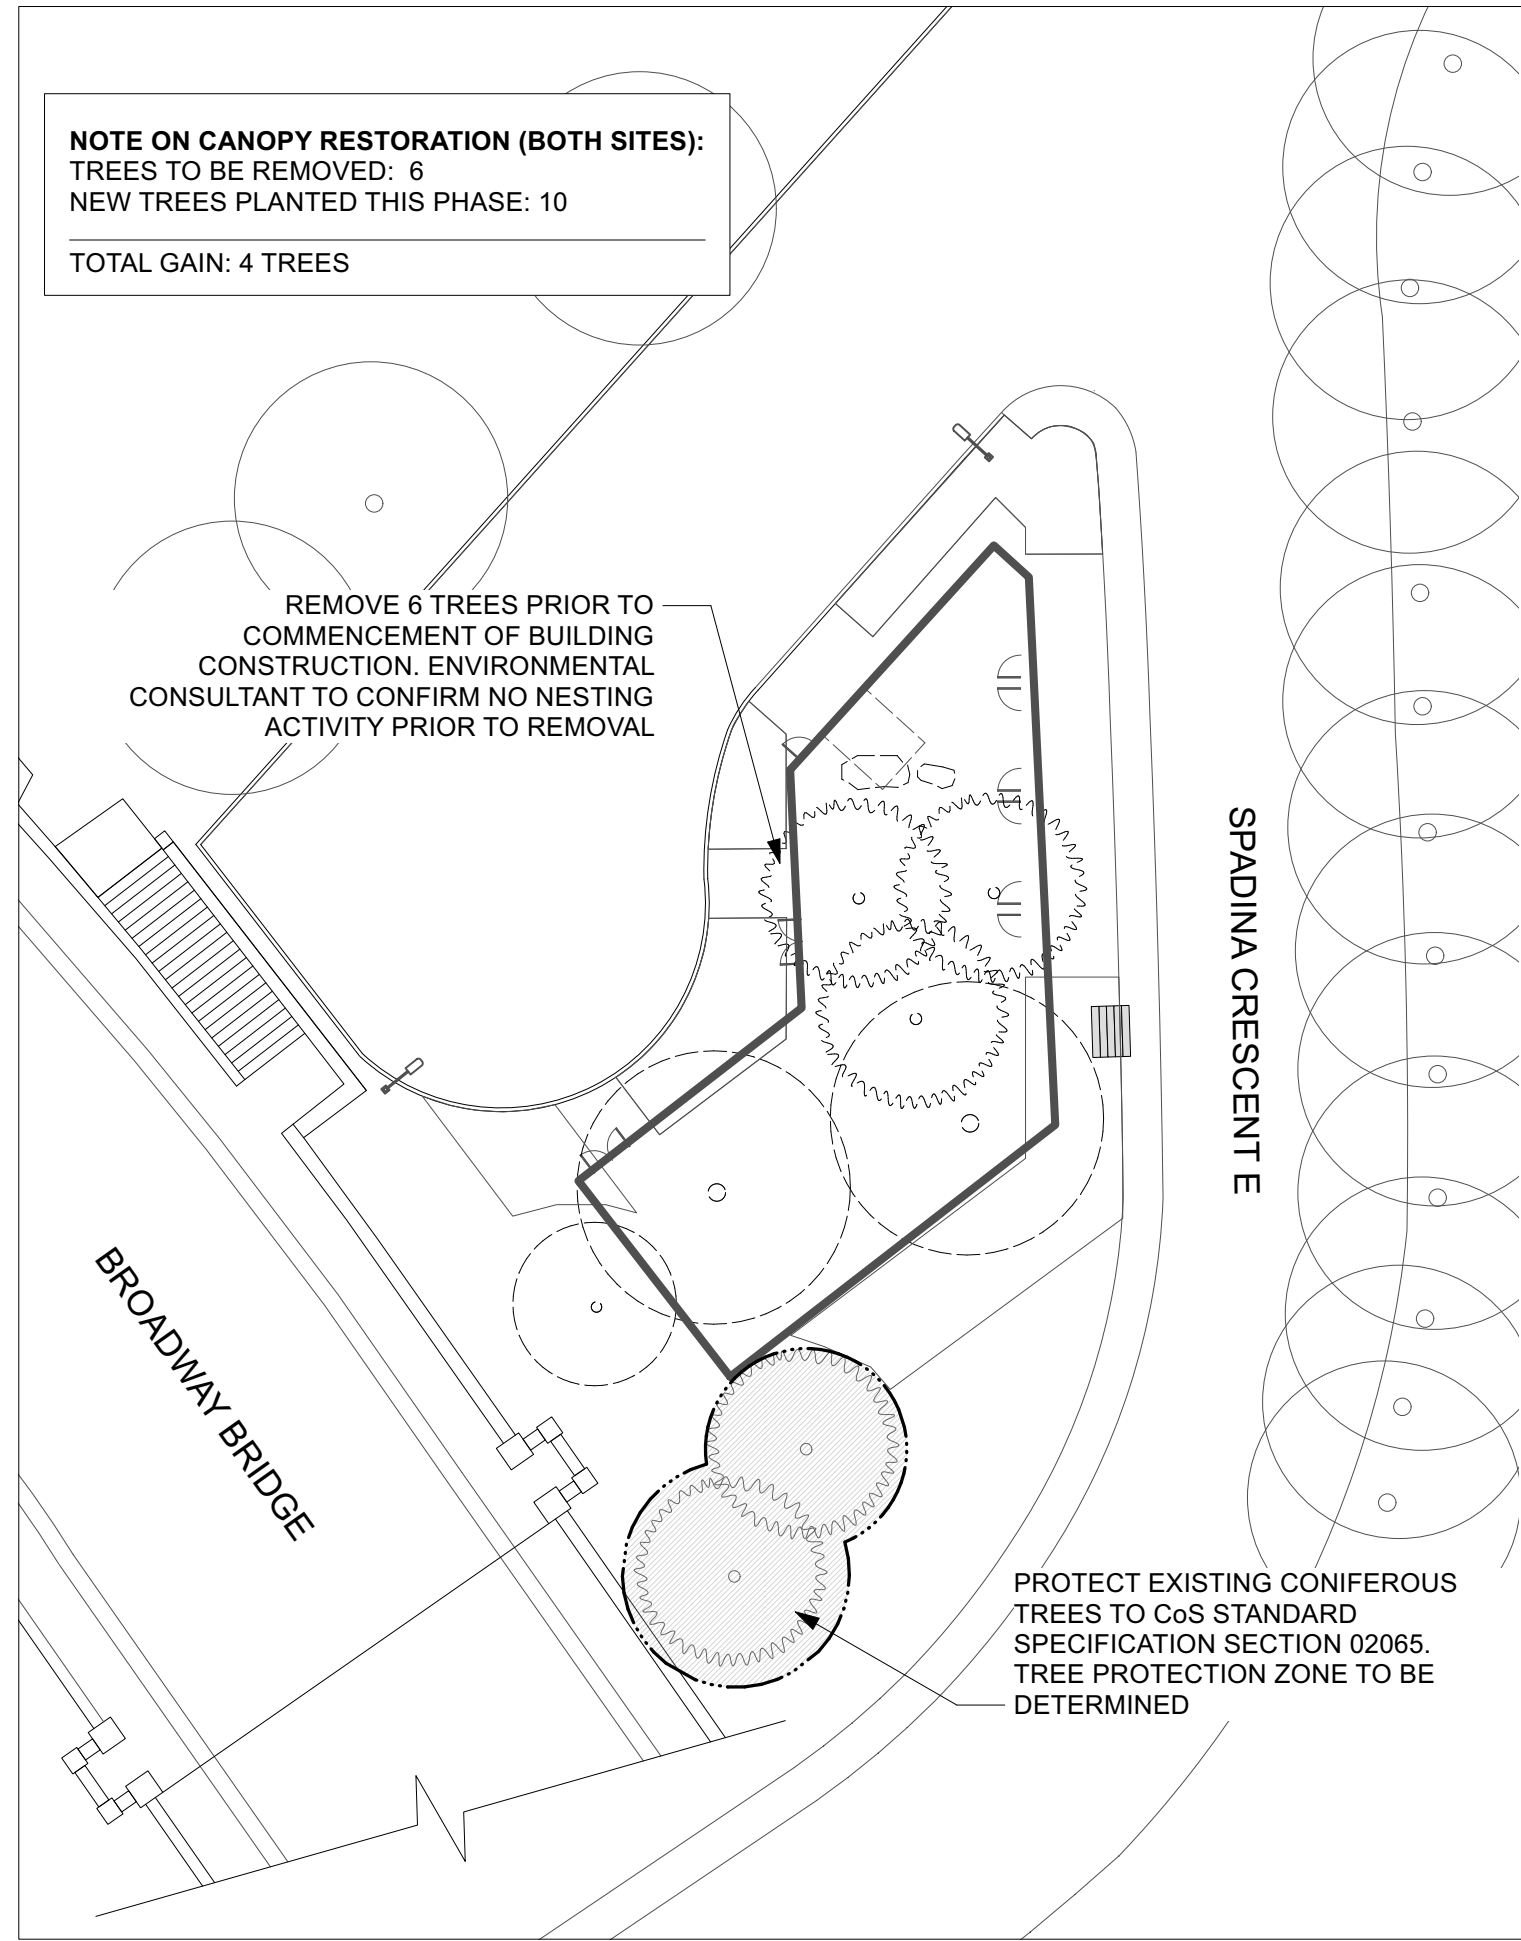 NOTE ON CANOPY RESTORATION (BOTH SITES):
TREES TO BE REMOVED: 6
NEW TREES PLANTED THIS PHASE: 10
TOTAL GAIN: 4 TREES
REMOVE 6 TREES PRIOR TO
COMMENCEMENT OF BUILDING
CONSTRUCTION. ENVIRONMENTAL
CONSULTANT TO CONFIRM NO NESTING
ACTIVITY PRIOR TO REMOVAL
SPADINA CRESCENT E
BROADWAY BRIDGE
PROTECT EXISTING CONIFEROUS
TREES TO CoS STANDARD
SPECIFICATION SECTION 02065.
TREE PROTECTION ZONE TO BE
DETERMINED